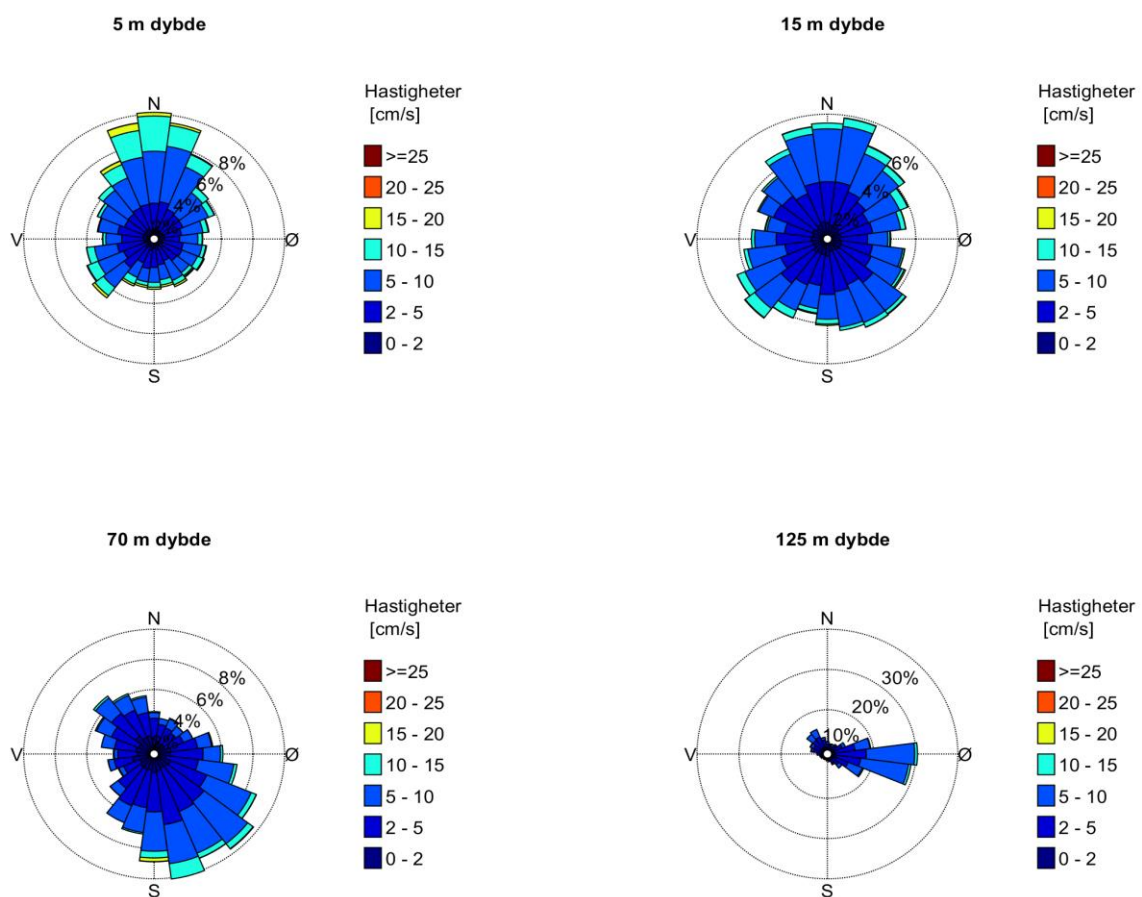 5 m dybde
N
V
Ø
S
8%
6%
4%
Hastigheter
[cm/s]
>=25
20 - 25
15 - 20
10 - 15
5 - 10
2 - 5
0 - 2
15 m dybde
N
V
Ø
S
6%
4%
2%
Hastigheter
[cm/s]
>=25
20 - 25
15 - 20
10 - 15
5 - 10
2 - 5
0 - 2
70 m dybde
N
V
Ø
S
8%
6%
4%
Hastigheter
[cm/s]
>=25
20 - 25
15 - 20
10 - 15
5 - 10
2 - 5
0 - 2
125 m dybde
N
V
Ø
S
30%
20%
10%
Hastigheter
[cm/s]
>=25
20 - 25
15 - 20
10 - 15
5 - 10
2 - 5
0 - 2